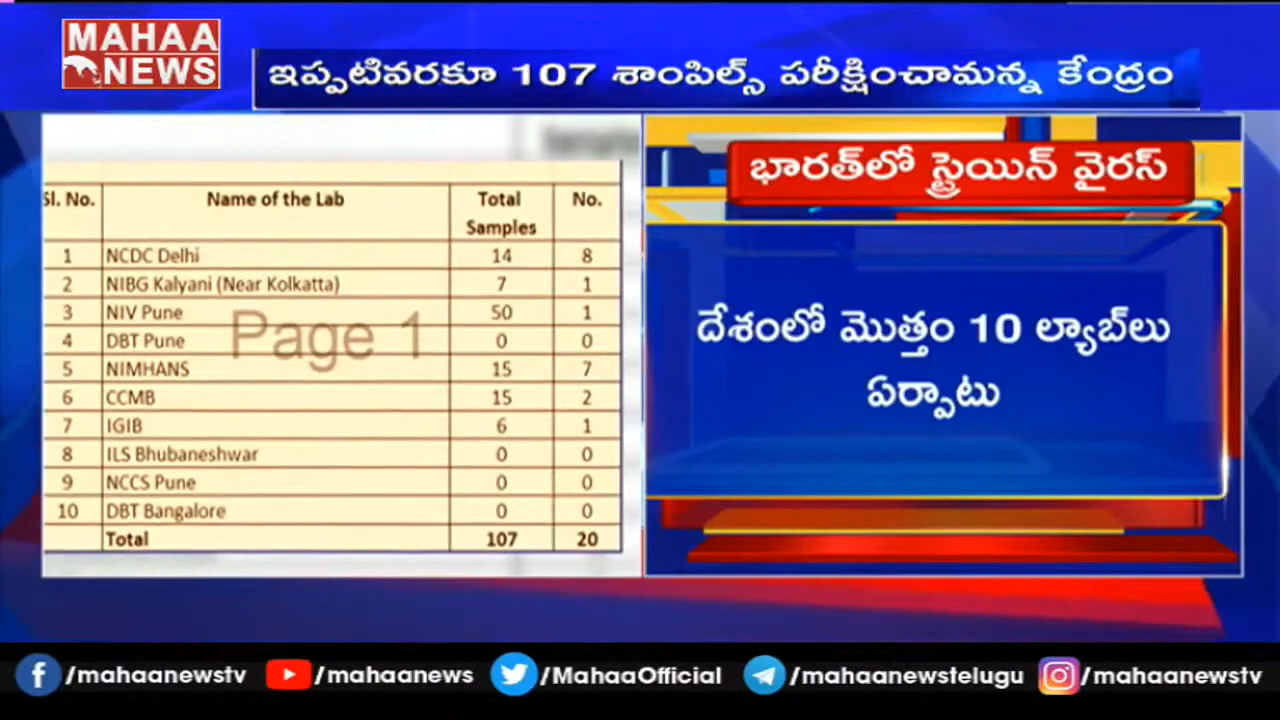 MAHAA
NEWS
ఇప్పటివరకూ 107 శాంపిల్స్ పరీక్షించామన్న కేంద్రం
Sl. No. Name of the Lab Total Samples No.
1 NCDC Delhi 14 8
2 NIBG Kalyani (Near Kolkatta) 7 1
3 NIV Pune 50 1
4 DBT Pune 0 0
5 NIMHANS 15 7
6 CCMB 15 2
7 IGIB 6 1
8 ILS Bhubaneshwar 0 0
9 NCCS Pune 0 0
10 DBT Bangalore 0 0
Total 107 20
Page 1
భారత్‌లో స్ట్రెయిన్ వైరస్
దేశంలో మొత్తం 10 ల్యాబ్‌లు
ఏర్పాటు
/mahaanewstv /mahaanews /MahaaOfficial /mahaanewstelugu /mahaanewstv